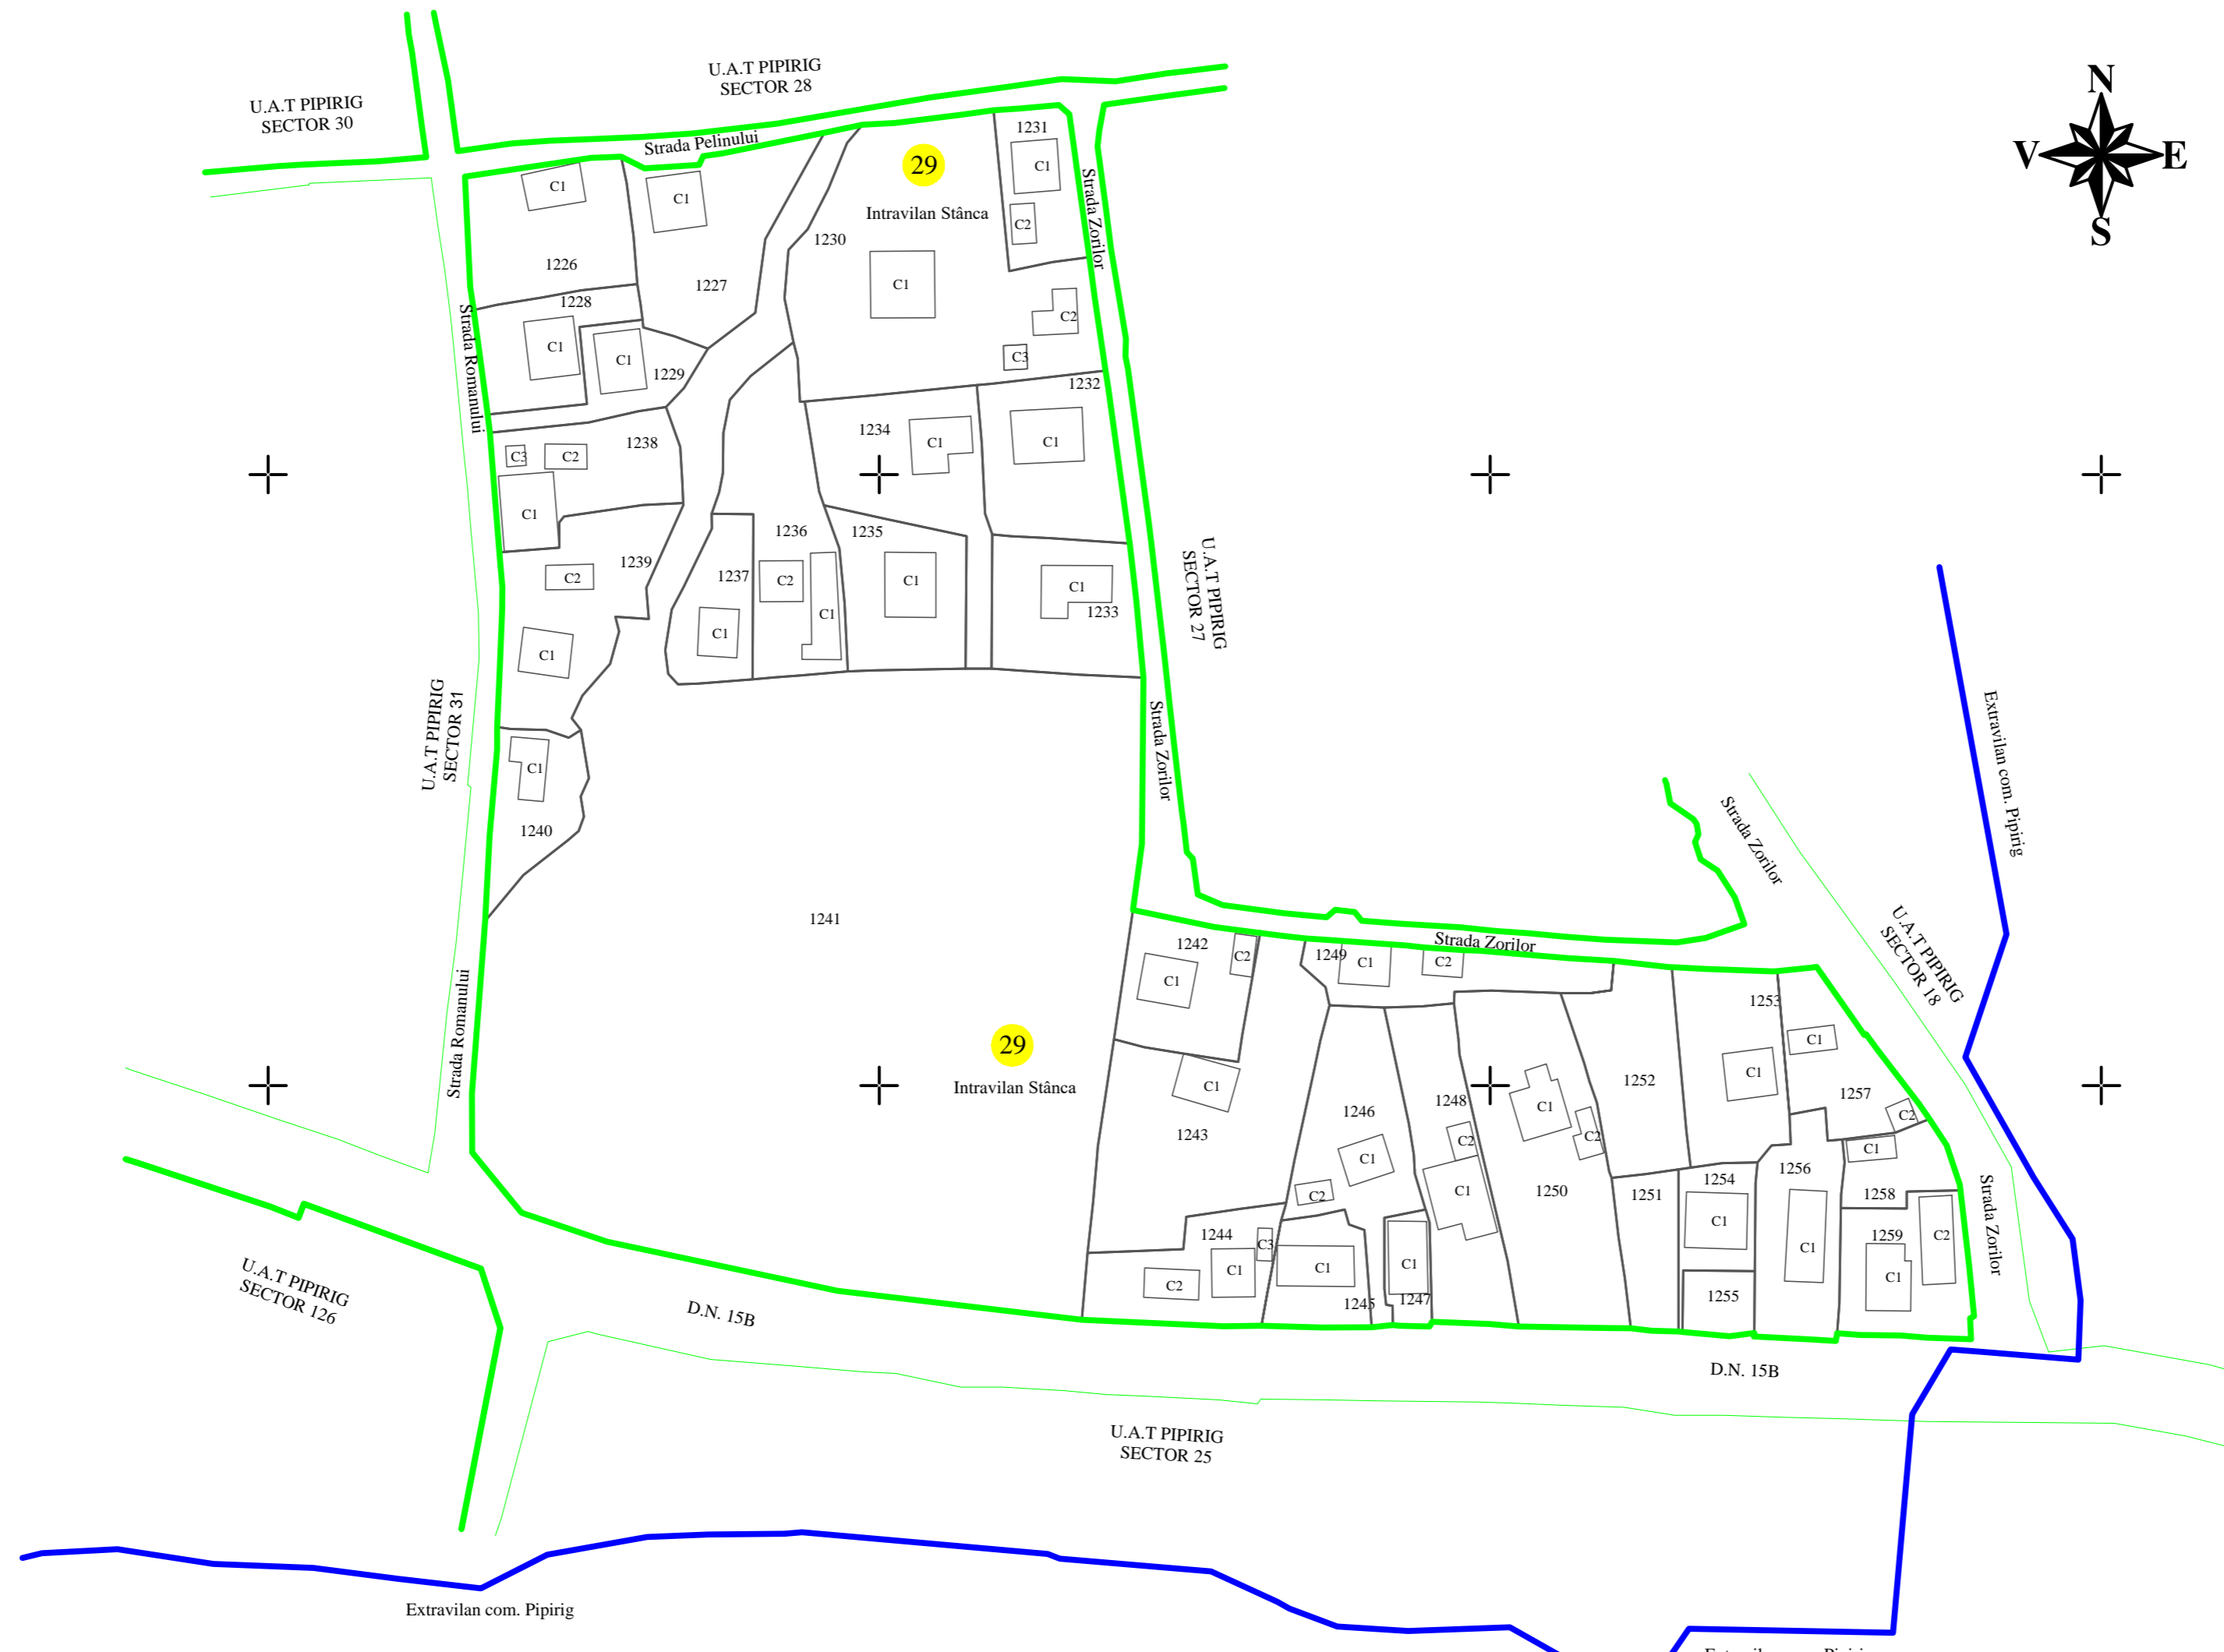 U.A.T PIPIRIG
SECTOR 28
U.A.T PIPIRIG
SECTOR 30
N
V
E
S
Strada Pelinului
29
Intravilan Stânca
1231
C1
C2
Strada Zorilor
C1
C1
1226
1227
1230
C1
C2
C3
1228
C1
C1
1229
Strada Romanului
1232
C1
1234
C1
1238
C3
C2
C1
1236
1235
1239
C2
1237
C2
C1
C1
C1
1233
C1
C1
U.A.T PIPIRIG
SECTOR 27
U.A.T PIPIRIG
SECTOR 31
C1
1240
Strada Zorilor
Extravilan com. Pipirig
Strada Zorilor
U.A.T PIPIRIG
SECTOR 18
1241
1242
C2
C1
Strada Zorilor
1249
C1
C2
1253
C1
C1
1257
C2
Strada Romanului
29
Intravilan Stânca
C1
1243
1246
C1
C2
1248
C2
C1
C1
C2
1250
1252
1251
1254
C1
1255
1256
C1
C1
1258
1259
C2
C1
Strada Zorilor
1244
C3
C1
C2
C1
1245
C1
1247
U.A.T PIPIRIG
SECTOR 126
D.N. 15B
D.N. 15B
U.A.T PIPIRIG
SECTOR 25
Extravilan com. Pipirig